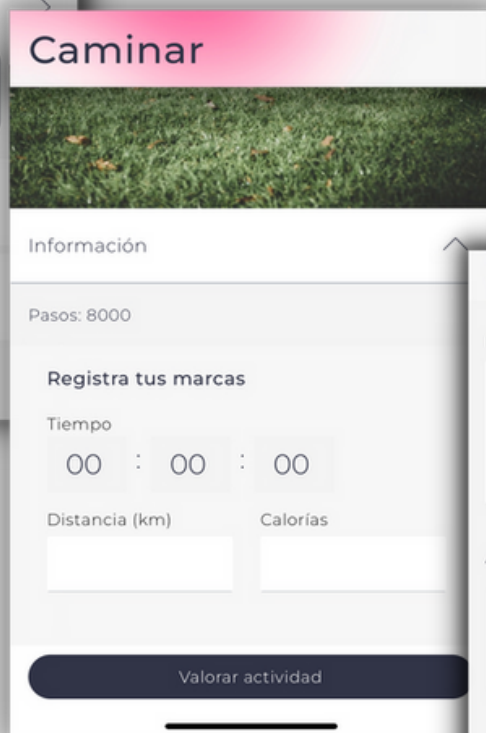 Caminar
Información
Pasos: 8000
Registra tus marcas
Tiempo
00 : 00 : 00
Distancia (km) Calorías
Valorar actividad